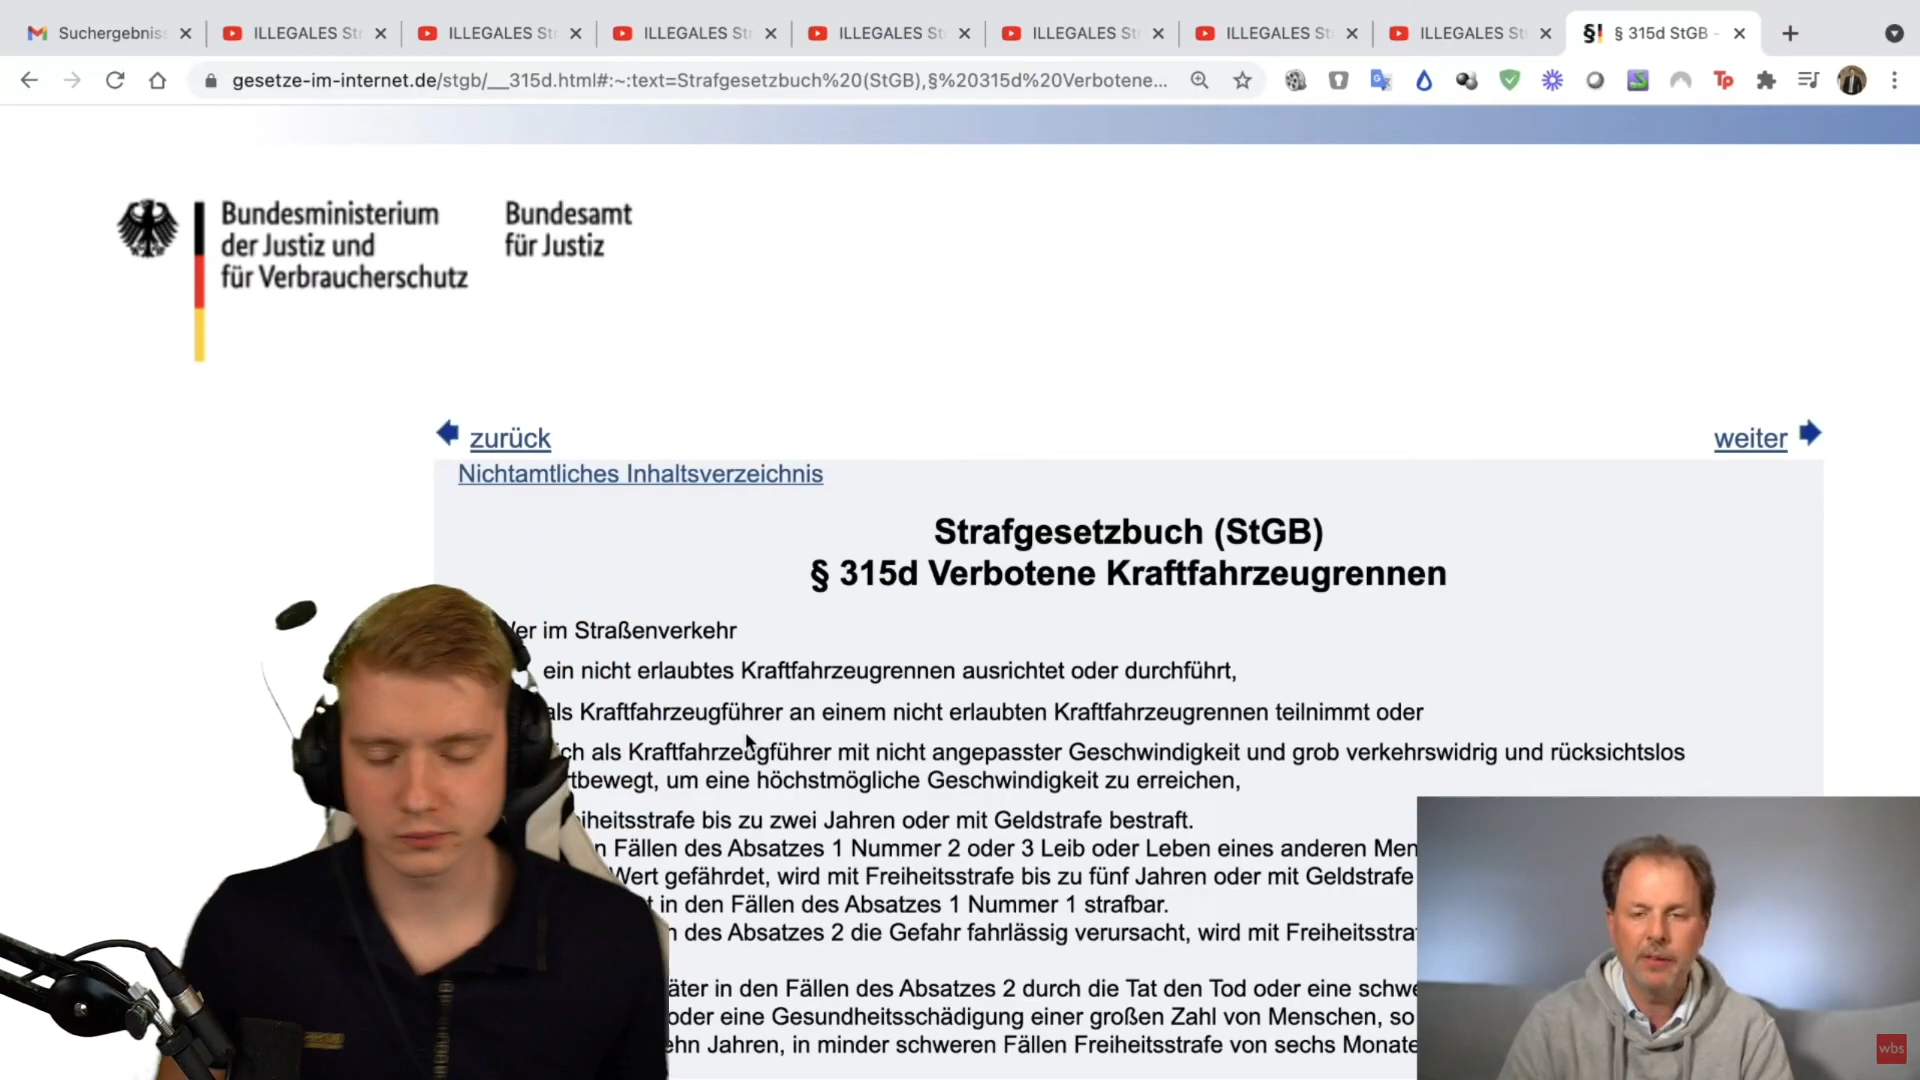 Suchergebnis
ILLEGALES St
ILLEGALES St
ILLEGALES St
ILLEGALES St
ILLEGALES St
ILLEGALES St
ILLEGALES St
§ 315d StGB -
gesetze-im-internet.de/stgb/__315d.html#:~:text=Strafgesetzbuch%20(StGB),§%20315d%20Verbotene...
Tp
Bundesministerium
der Justiz und
für Verbraucherschutz
Bundesamt
für Justiz
zurück
weiter
Nichtamtliches Inhaltsverzeichnis
Strafgesetzbuch (StGB)
§ 315d Verbotene Kraftfahrzeugrennen
er im Straßenverkehr
ein nicht erlaubtes Kraftfahrzeugrennen ausrichtet oder durchführt,
als Kraftfahrzeugführer an einem nicht erlaubten Kraftfahrzeugrennen teilnimmt oder
ich als Kraftfahrzeugführer mit nicht angepasster Geschwindigkeit und grob verkehrswidrig und rücksichtslos
tbewegt, um eine höchstmögliche Geschwindigkeit zu erreichen,
iheitsstrafe bis zu zwei Jahren oder mit Geldstrafe bestraft.
n Fällen des Absatzes 1 Nummer 2 oder 3 Leib oder Leben eines anderen Men
Wert gefährdet, wird mit Freiheitsstrafe bis zu fünf Jahren oder mit Geldstrafe
t in den Fällen des Absatzes 1 Nummer 1 strafbar.
n des Absatzes 2 die Gefahr fahrlässig verursacht, wird mit Freiheitsstra
äter in den Fällen des Absatzes 2 durch die Tat den Tod oder eine schwe
oder eine Gesundheitsschädigung einer großen Zahl von Menschen, so
ehn Jahren, in minder schweren Fällen Freiheitsstrafe von sechs Monate
wbs